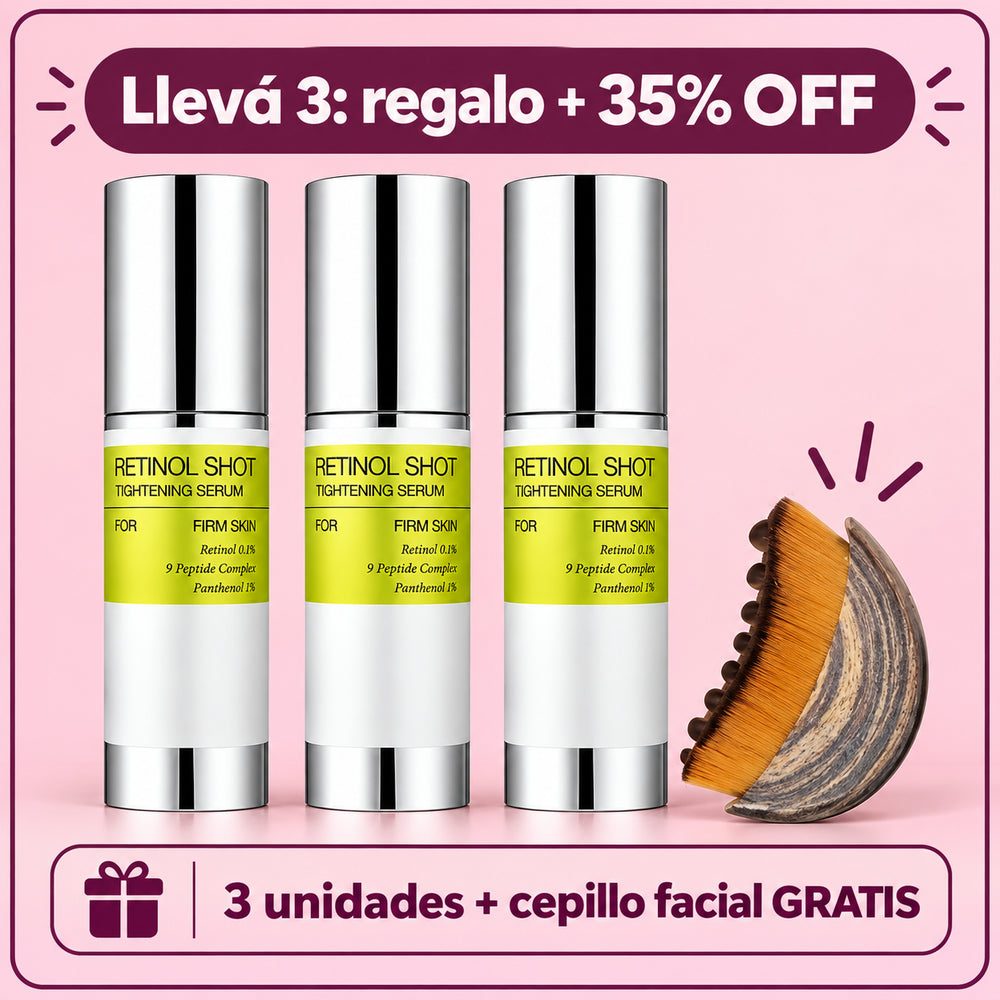 Llevá 3: regalo + 35% OFF
RETINOL SHOT
TIGHTENING SERUM
FOR FIRM SKIN
Retinol 0.1%
9 Peptide Complex
Panthenol 1%
RETINOL SHOT
TIGHTENING SERUM
FOR FIRM SKIN
Retinol 0.1%
9 Peptide Complex
Panthenol 1%
RETINOL SHOT
TIGHTENING SERUM
FOR FIRM SKIN
Retinol 0.1%
9 Peptide Complex
Panthenol 1%
3 unidades + cepillo facial GRATIS